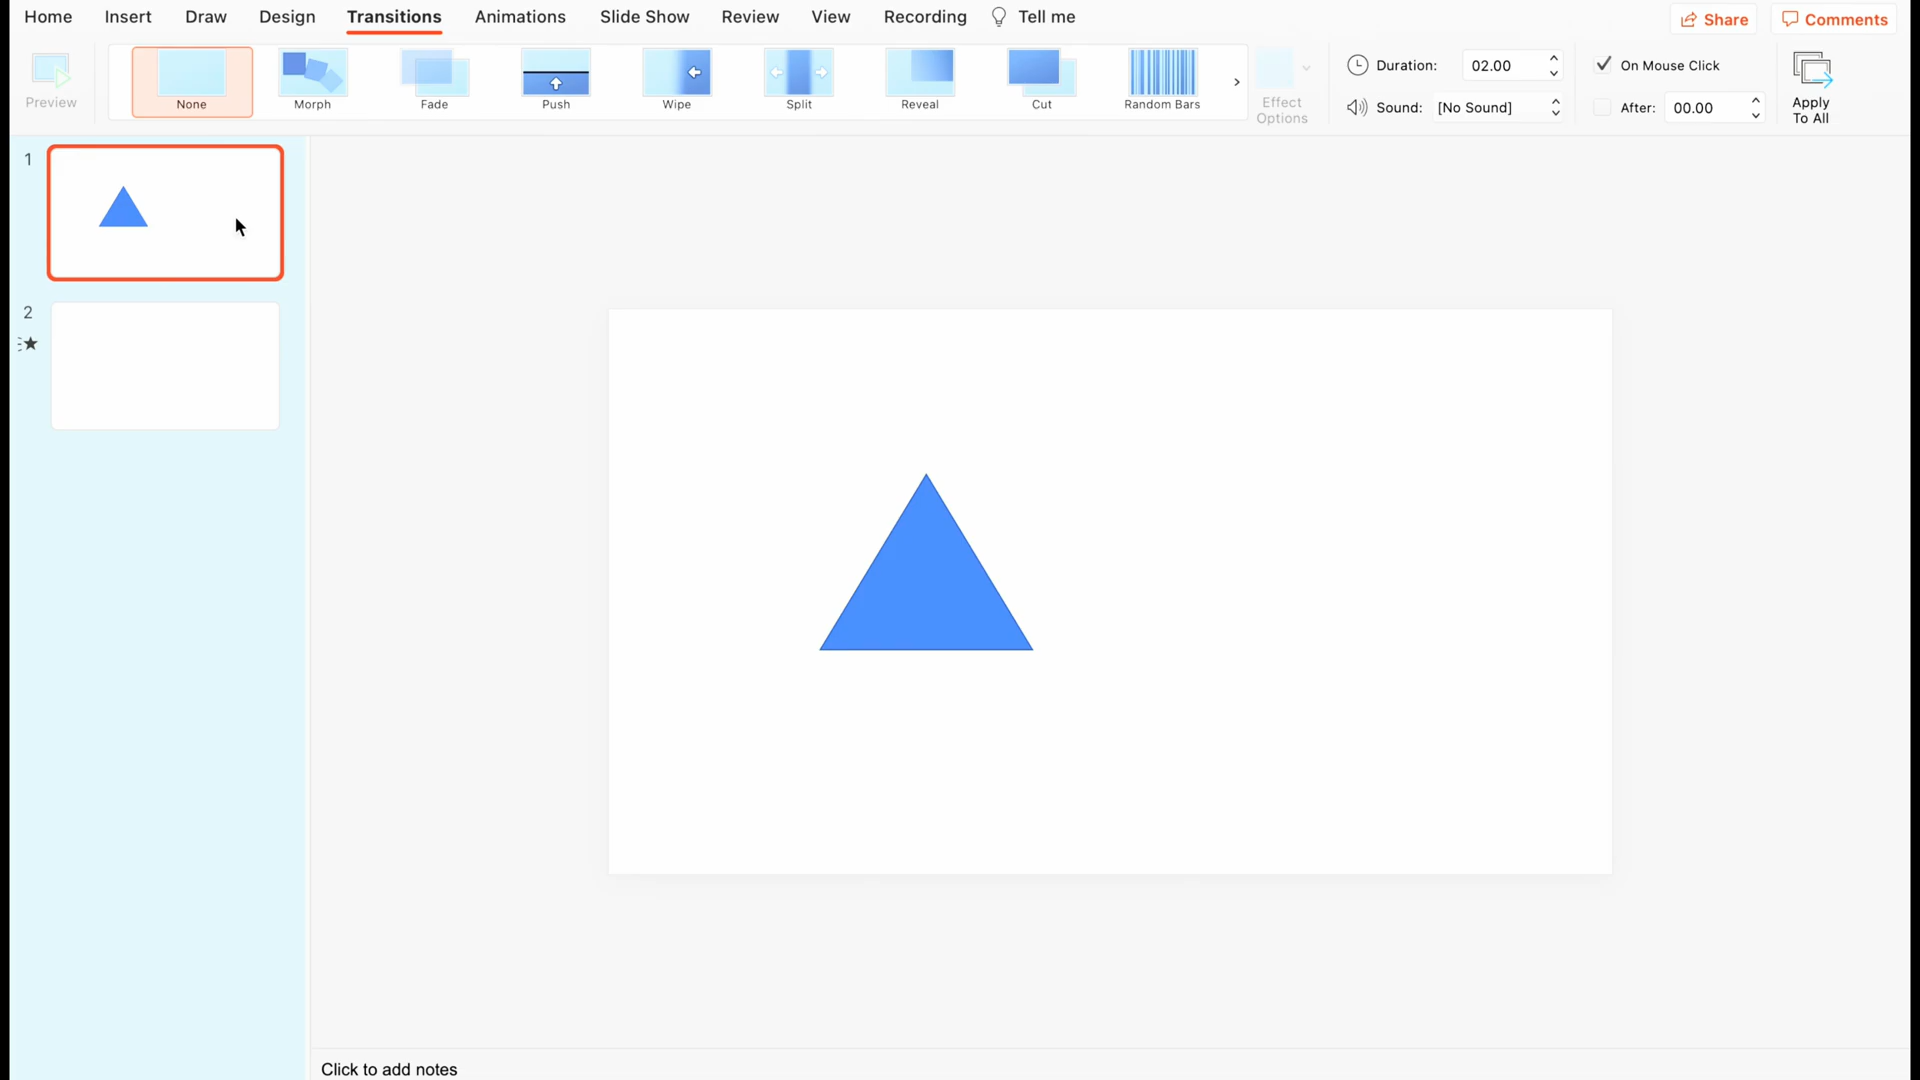 Home Insert Draw Design Transitions Animations Slide Show Review View Recording Tell me Share Comments
Preview None Morph Fade Push Wipe Split Reveal Cut Random Bars Effect Options
Duration: 02.00 On Mouse Click
Sound: [No Sound] After: 00.00
Apply To All
1
2
Click to add notes